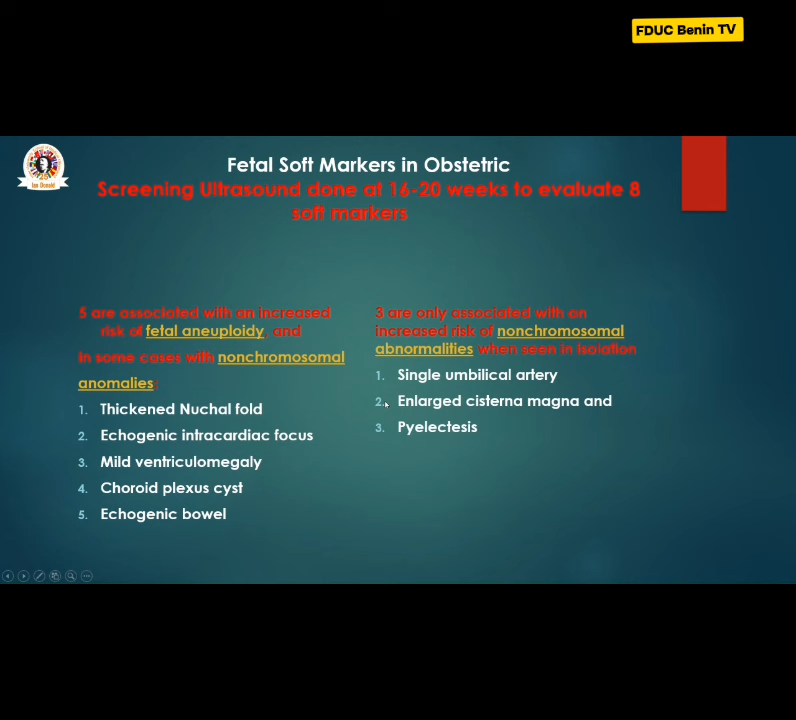 FDUC Benin TV
Ian Donald
Fetal Soft Markers in Obstetric
Screening Ultrasound done at 16-20 weeks to evaluate 8
soft markers
5 are associated with an increased
risk of fetal aneuploidy, and
in some cases with nonchromosomal
anomalies:
1. Thickened Nuchal fold
2. Echogenic intracardiac focus
3. Mild ventriculomegaly
4. Choroid plexus cyst
5. Echogenic bowel
3 are only associated with an
increased risk of nonchromosomal
abnormalities when seen in isolation
1. Single umbilical artery
2. Enlarged cisterna magna and
3. Pyelectesis